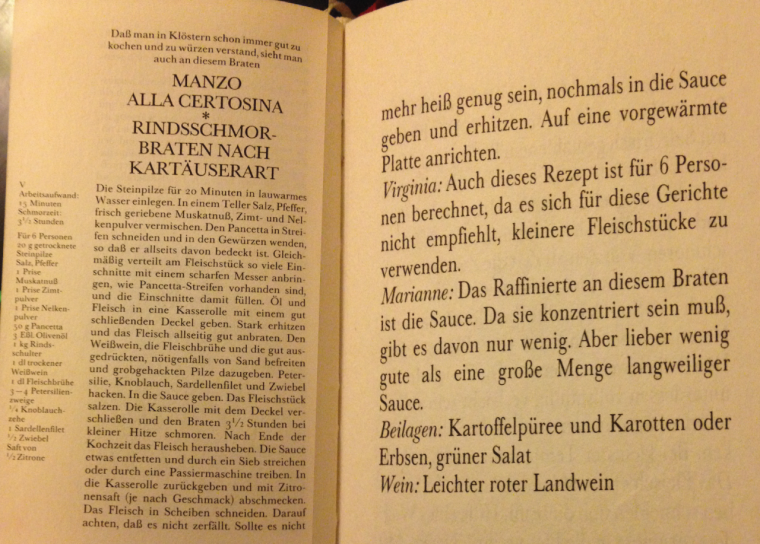 Daß man in Klöstern schon immer gut zu
kochen und zu würzen verstand, sieht man
auch an diesem Braten
MANZO
ALLA CERTOSINA
*
RINDSSCHMOR-
BRATEN NACH
KARTÄUSERART
V
Arbeitsaufwand:
15 Minuten
Schmorzeit:
3½ Stunden
Für 6 Personen
20 g getrocknete
Steinpilze
Salz, Pfeffer
1 Prise
Muskatnuß
1 Prise Zimt-
pulver
1 Prise Nelken-
pulver
50 g Pancetta
3 Eßl. Olivenöl
1 kg Rinds-
schulter
1 dl trockener
Weißwein
1 dl Fleischbrühe
3–4 Petersilien-
zweige
¼ Knoblauch-
zehe
1 Sardellenfilet
½ Zwiebel
Saft von
½ Zitrone
Die Steinpilze für 20 Minuten in lauwarmes
Wasser einlegen. In einem Teller Salz, Pfeffer,
frisch geriebene Muskatnuß, Zimt- und Nel-
kenpulver vermischen. Den Pancetta in Strei-
fen schneiden und in den Gewürzen wenden,
so daß er allseits davon bedeckt ist. Gleich-
mäßig verteilt am Fleischstück so viele Ein-
schnitte mit einem scharfen Messer anbrin-
gen, wie Pancetta-Streifen vorhanden sind,
und die Einschnitte damit füllen. Öl und
Fleisch in eine Kasserolle mit einem gut
schließenden Deckel geben. Stark erhitzen
und das Fleisch allseitig gut anbraten. Den
Weißwein, die Fleischbrühe und die gut aus-
gedrückten, nötigenfalls von Sand befreiten
und grobgehackten Pilze dazugeben. Peter-
silie, Knoblauch, Sardellenfilet und Zwiebel
hacken. In die Sauce geben. Das Fleischstück
salzen. Die Kasserolle mit dem Deckel ver-
schließen und den Braten 3½ Stunden bei
kleiner Hitze schmoren. Nach Ende der
Kochzeit das Fleisch herausheben. Die Sauce
etwas entfetten und durch ein Sieb streichen
oder durch eine Passiermaschine treiben. In
die Kasserolle zurückgeben und mit Zitro-
nensaft (je nach Geschmack) abschmecken.
Das Fleisch in Scheiben schneiden. Darauf
achten, daß es nicht zerfällt. Sollte es nicht
mehr heiß genug sein, nochmals in die Sauce
geben und erhitzen. Auf eine vorgewärmte
Platte anrichten.
Virginia: Auch dieses Rezept ist für 6 Perso-
nen berechnet, da es sich für diese Gerichte
nicht empfiehlt, kleinere Fleischstücke zu
verwenden.
Marianne: Das Raffinierte an diesem Braten
ist die Sauce. Da sie konzentriert sein muß,
gibt es davon nur wenig. Aber lieber wenig
gute als eine große Menge langweiliger
Sauce.
Beilagen: Kartoffelpüree und Karotten oder
Erbsen, grüner Salat
Wein: Leichter roter Landwein